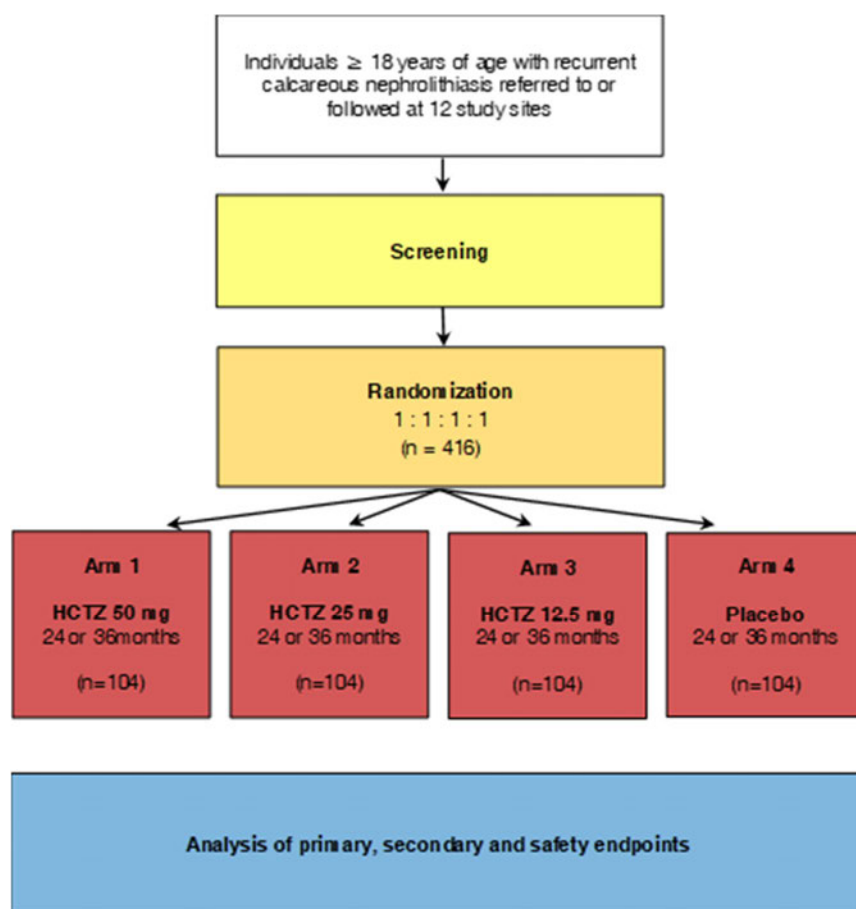 Individuals ≥ 18 years of age with recurrent
calcareous nephrolithiasis referred to or
followed at 12 study sites
Screening
Randomization
1 : 1 : 1 : 1
(n = 416)
Arm 1
HCTZ 50 mg
24 or 36months
(n=104)
Arm 2
HCTZ 25 mg
24 or 36 months
(n=104)
Arm 3
HCTZ 12.5 mg
24 or 36 months
(n=104)
Arm 4
Placebo
24 or 36 months
(n=104)
Analysis of primary, secondary and safety endpoints